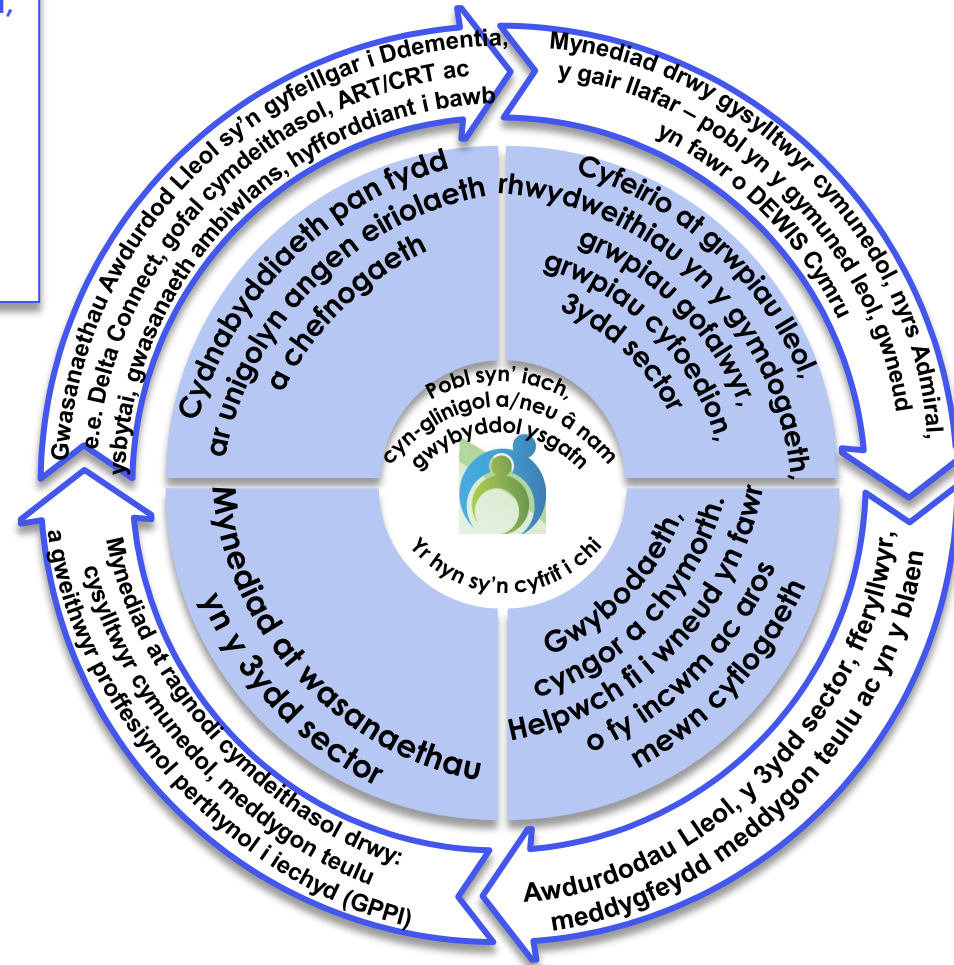 Gwasanaethau Awdurdod Lleol sy'n gyfeillgar i Ddementia,
e.e. Delta Connect, gofal cymdeithasol, ART/CRT ac
ysbytai, gwasanaeth ambiwlans, hyfforddiant i bawb
Mynediad drwy gysylltwyr cymunedol, nyrs Admiral,
y gair llafar – pobl yn y gymuned leol, gwneud
yn fawr o DEWIS Cymru
Cydnabyddiaeth pan fydd
ar unigolyn angen eiriolaeth
a chefnogaeth
Cyfeirio at grwpiau lleol,
rhwydweithiau yn y gymdogaeth,
grwpiau gofalwyr,
grwpiau cyfoedion,
3ydd sector
Pobl syn' iach,
cyn-glinigol a/neu â nam
gwybyddol ysgafn
Yr hyn sy'n cyfrif i chi
Mynediad at wasanaethau
yn y 3ydd sector
Gwybodaeth,
cyngor a chymorth.
Helpwch fi i wneud yn fawr
o fy incwm ac aros
mewn cyflogaeth
Mynediad at ragnodi cymdeithasol drwy:
cysylltwyr cymunedol, meddygon teulu
a gweithwyr proffesiynol perthynol i iechyd (GPPI)
Awdurdodau Lleol, y 3ydd sector, fferyllwyr,
meddygfeydd meddygon teulu ac yn y blaen